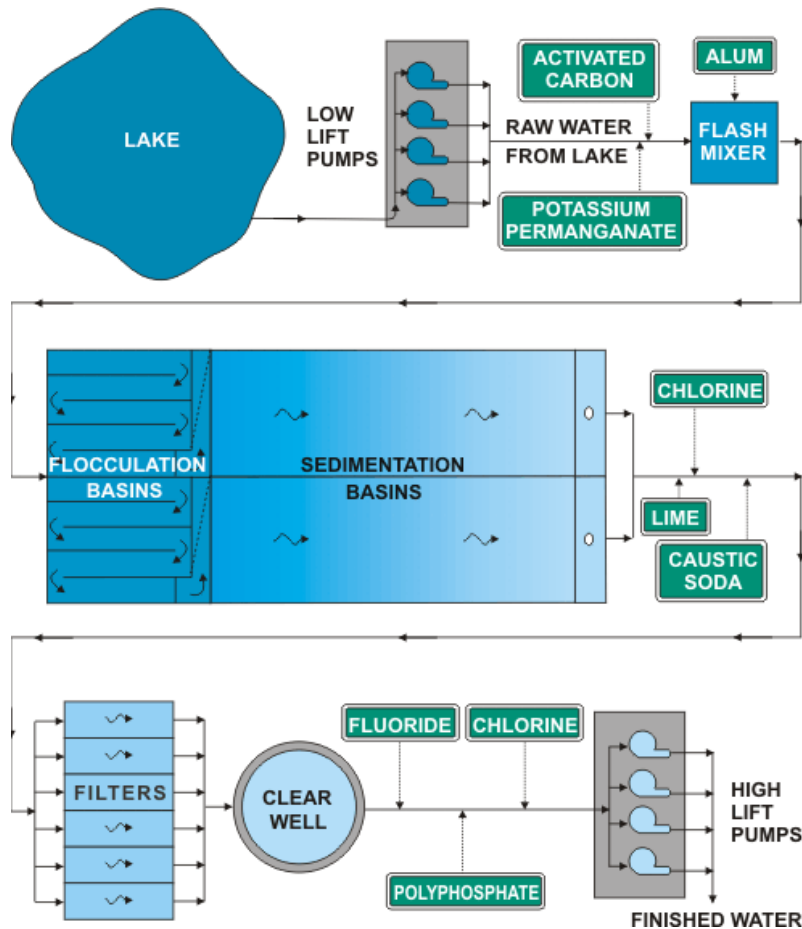 LAKE
LOW
LIFT
PUMPS
ACTIVATED
CARBON
ALUM
RAW WATER
FROM LAKE
FLASH
MIXER
POTASSIUM
PERMANGANATE
FLOCCULATION
BASINS
SEDIMENTATION
BASINS
CHLORINE
LIME
CAUSTIC
SODA
FILTERS
CLEAR
WELL
FLUORIDE
CHLORINE
POLYPHOSPHATE
HIGH
LIFT
PUMPS
FINISHED WATER